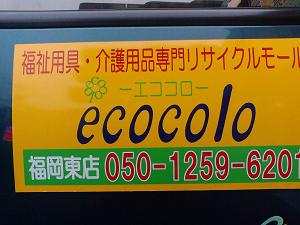 福祉用具・介護用品専門リサイクルモール
ーエココロー
ecocolo
福岡東店 050-1259-6201